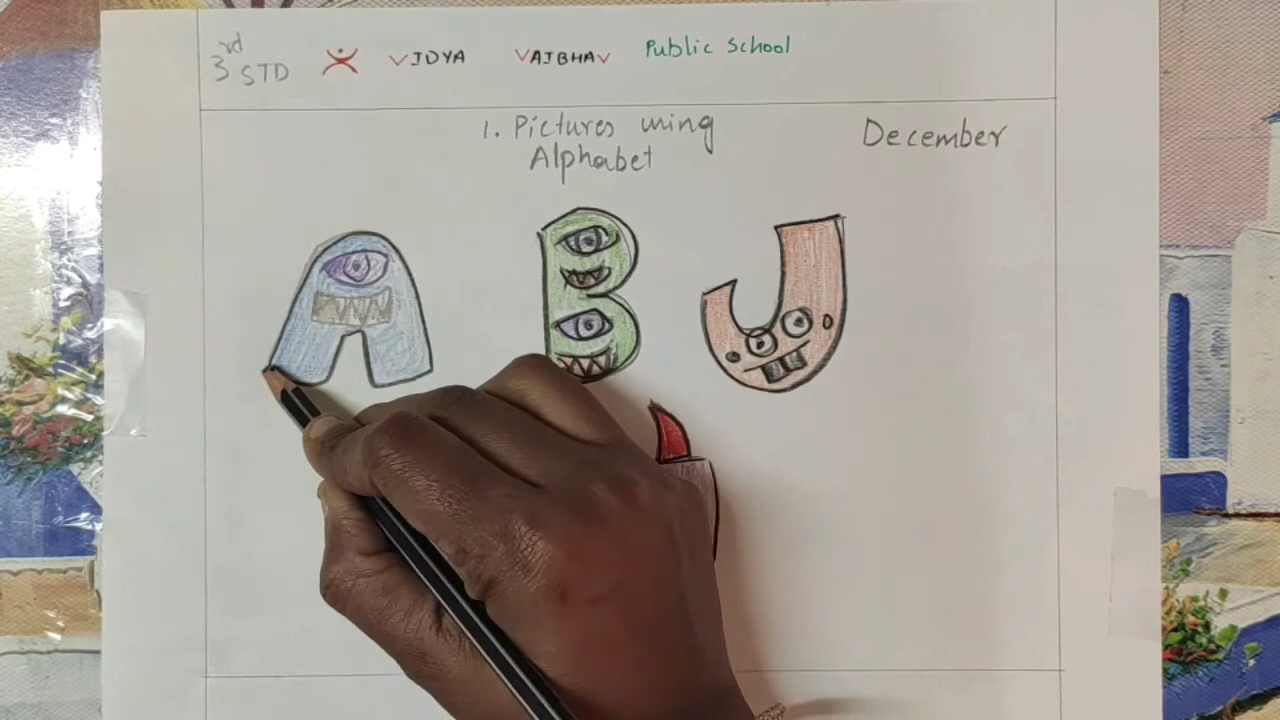 3rd STD VIDYA VAIBHAV Public School
1. Pictures using December
Alphabet
A B J